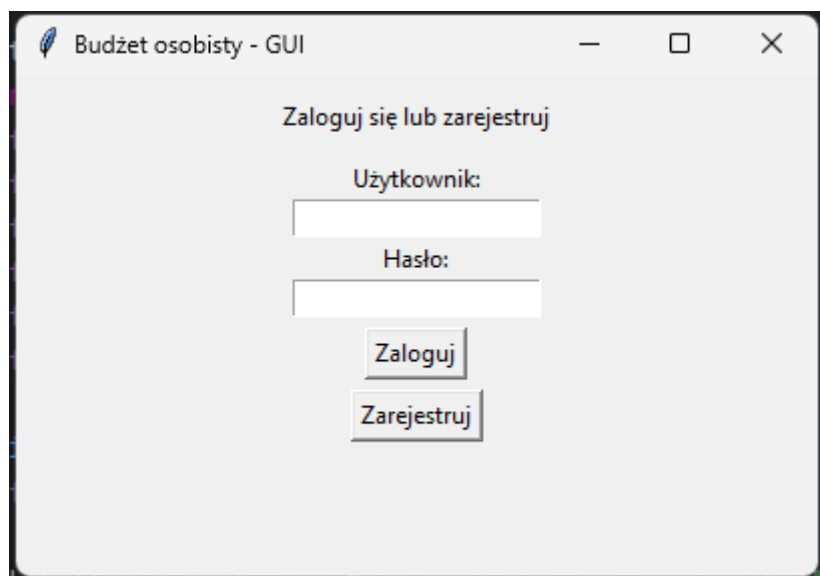 Budżet osobisty - GUI
Zaloguj się lub zarejestruj
Użytkownik:
Hasło:
Zaloguj
Zarejestruj